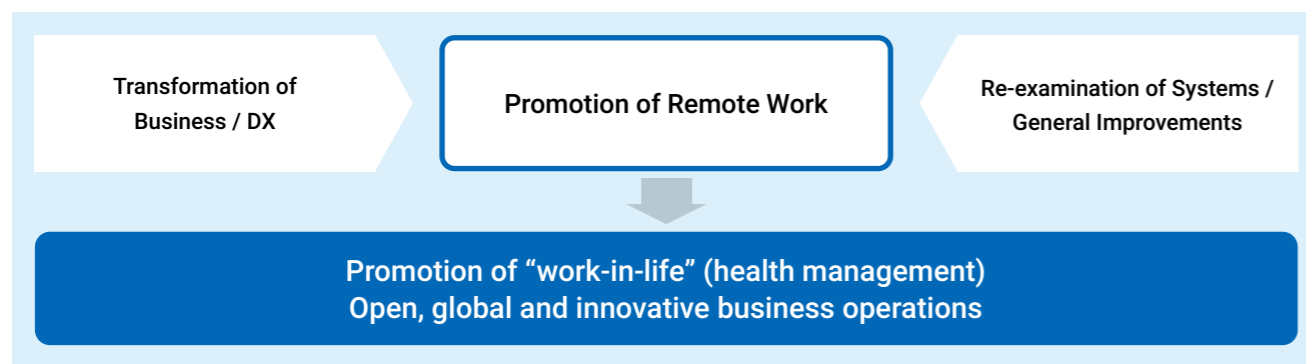 Transformation of
Business / DX
Promotion of Remote Work
Re-examination of Systems /
General Improvements
Promotion of “work-in-life” (health management)
Open, global and innovative business operations